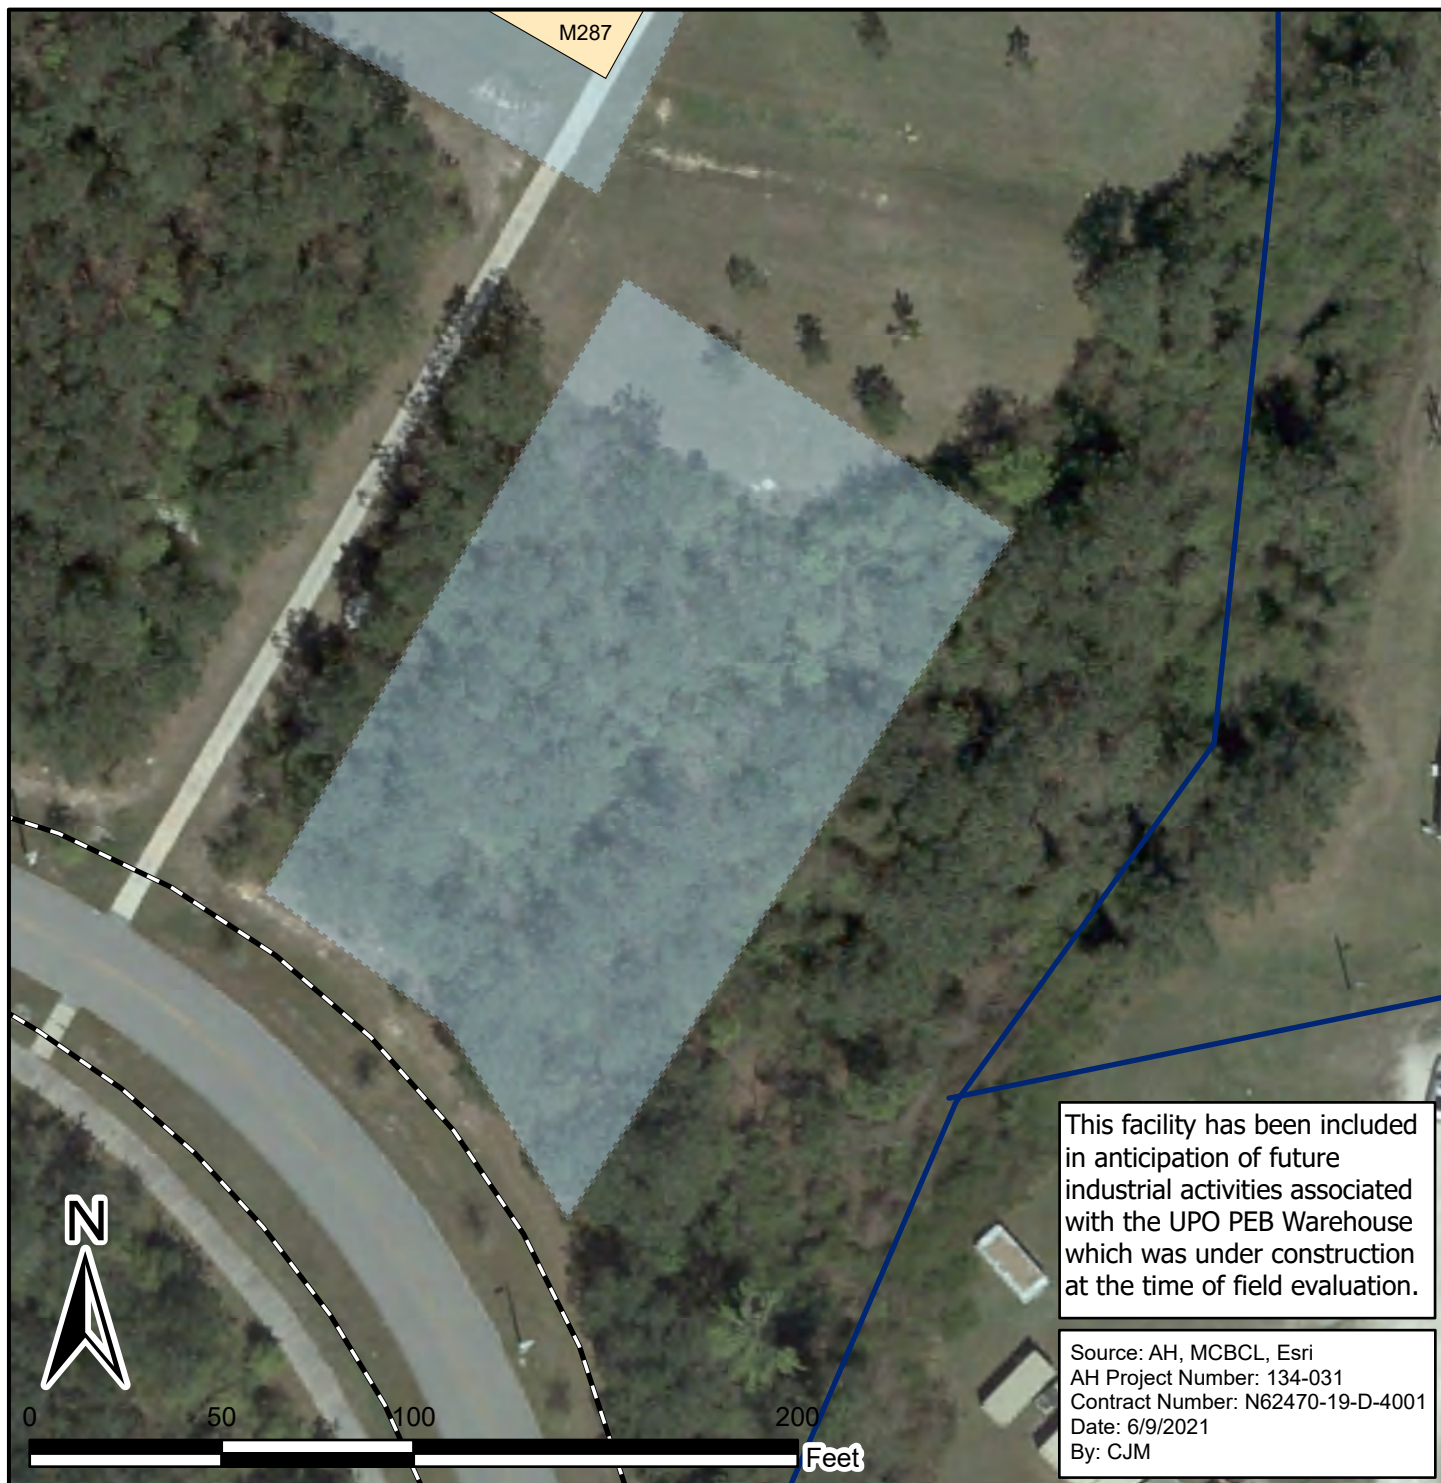 M287
This facility has been included
in anticipation of future
industrial activities associated
with the UPO PEB Warehouse
which was under construction
at the time of field evaluation.
N
Source: AH, MCBCL, Esri
AH Project Number: 134-031
Contract Number: N62470-19-D-4001
Date: 6/9/2021
By: CJM
0 50 100 200
Feet